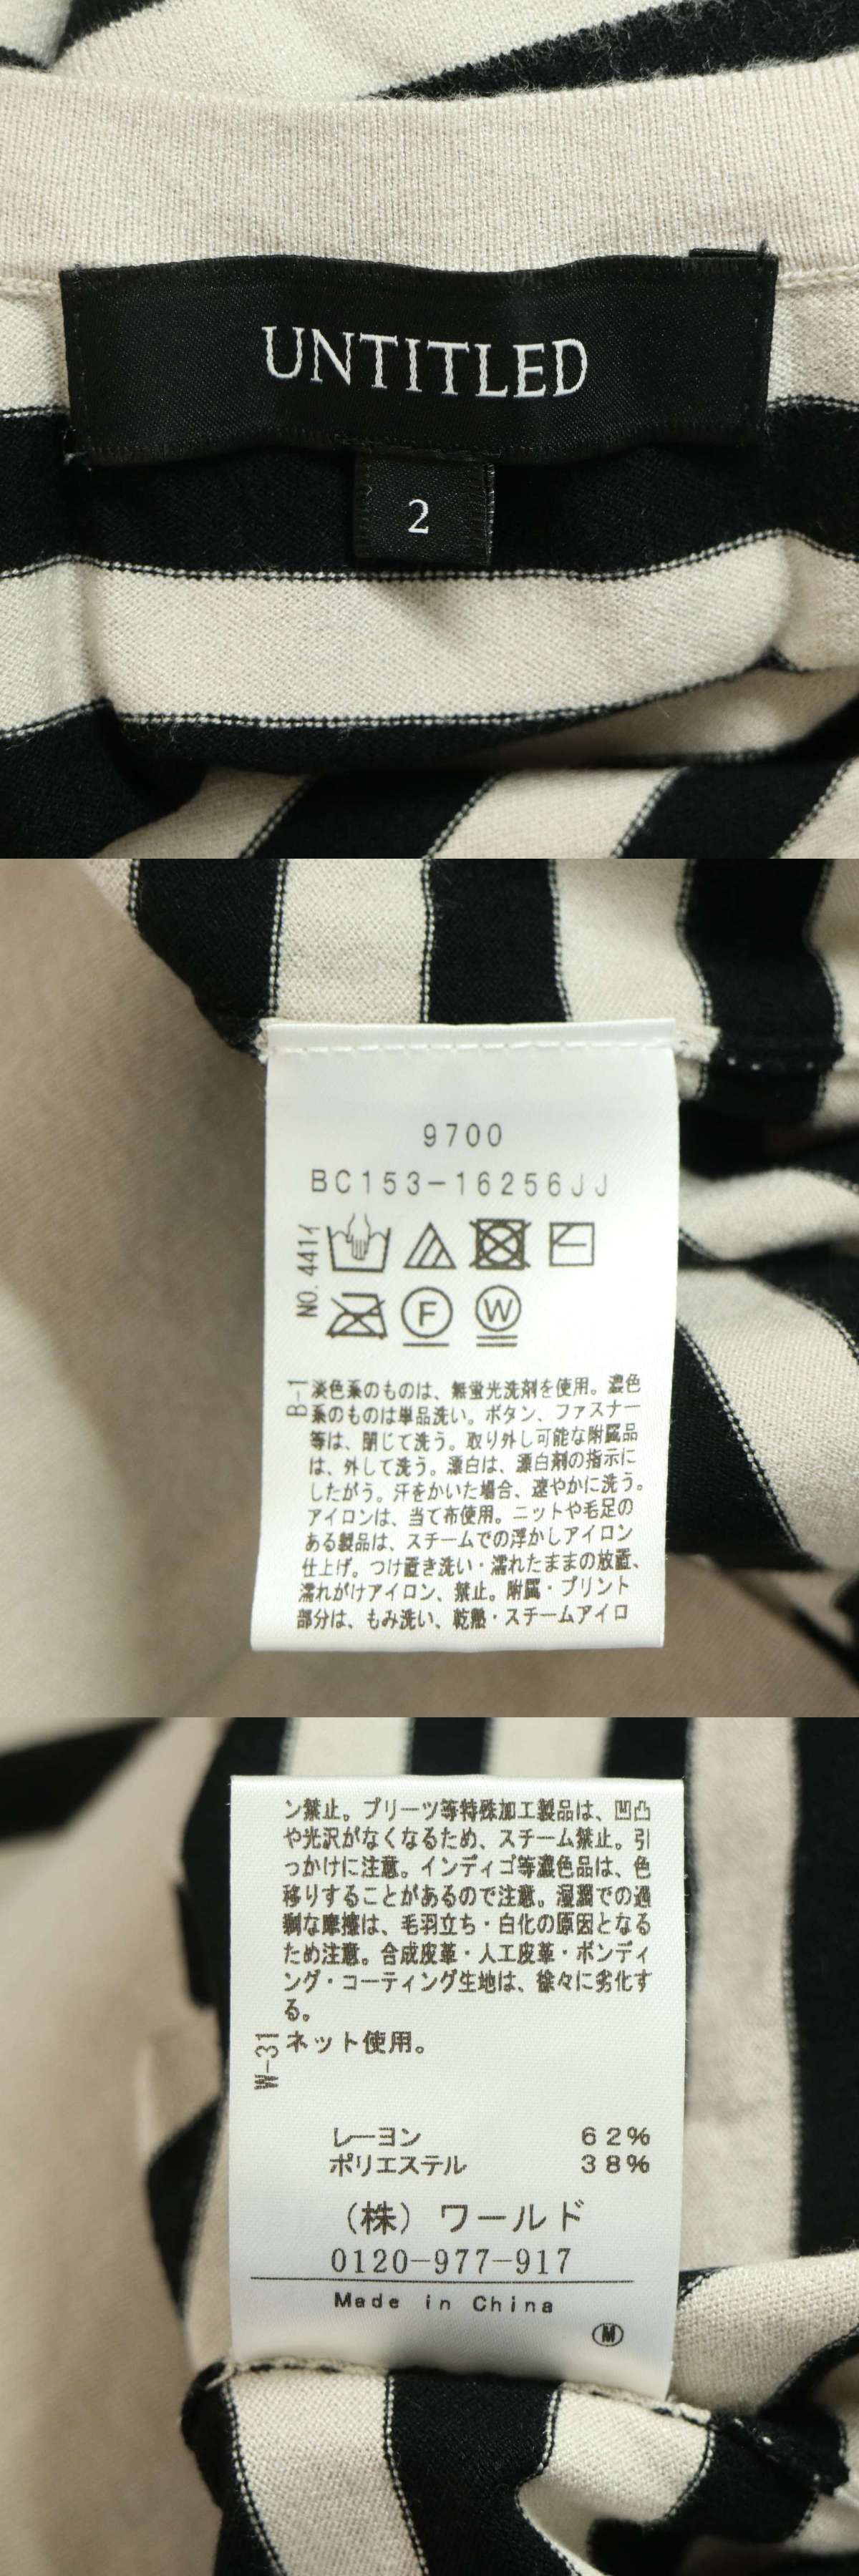 UNTITLED
2
9700
BC153-16256JJ
NO.441イ
F
W
B-1
淡色系のものは、無蛍光洗剤を使用。濃色
系のものは単品洗い。ボタン、ファスナー
等は、閉じて洗う。取り外し可能な附属品
は、外して洗う。漂白は、漂白剤の指示に
したがう。汗をかいた場合、速やかに洗う。
アイロンは、当て布使用。ニットや毛足の
ある製品は、スチームでの浮かしアイロン
仕上げ。つけ置き洗い・濡れたままの放置、
濡れがけアイロン、禁止。附属・プリント
部分は、もみ洗い、乾熱・スチームアイロ
ン禁止。プリーツ等特殊加工製品は、凹凸
や光沢がなくなるため、スチーム禁止。引
っかけに注意。インディゴ等濃色品は、色
移りすることがあるので注意。湿潤での過
剰な摩擦は、毛羽立ち・白化の原因となる
ため注意。合成皮革・人工皮革・ボンディ
ング・コーティング生地は、徐々に劣化す
る。
W-31
ネット使用。
レーヨン 62%
ポリエステル 38%
(株)ワールド
0120-977-917
Made in China
M